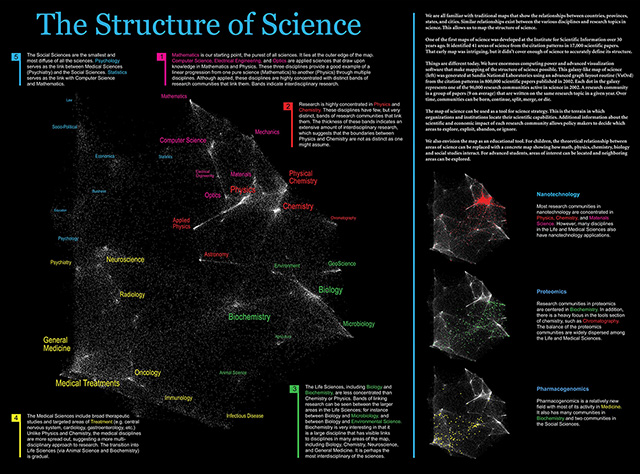 The Structure of Science
We are all familiar with traditional maps that show the relationships between countries, provinces,
states, and cities. Similar relationships exist between the various disciplines and research topics in
science. This allows us to map the structure of science.
One of the first maps of science was developed at the Institute for Scientific Information over 30
years ago. It identified 41 areas of science from the citation patterns in 17,000 scientific papers.
That early map was intriguing, but it didn't cover enough of science to accurately define its structure.
Things are different today. We have enormous computing power and advanced visualization
software that make mapping of the structure of science possible. This galaxy-like map of science
(left) was generated at Sandia National Laboratories using an advanced graph layout routine (VxOrd)
from the citation patterns in 800,000 scientific papers published in 2002. Each dot in the galaxy
represents one of the 96,000 research communities active in science in 2002. A research community
is a group of papers (9 on average) that are written on the same research topic in a given year. Over
time, communities can be born, continue, split, merge, or die.
The map of science can be used as a tool for science strategy. This is the terrain in which
organizations and institutions locate their scientific capabilities. Additional information about the
scientific and economic impact of each research community allows policy makers to decide which
areas to explore, exploit, abandon, or ignore.
We also envision the map as an educational tool. For children, the theoretical relationship between
areas of science can be replaced with a concrete map showing how math, physics, chemistry, biology
and social studies interact. For advanced students, areas of interest can be located and neighboring
areas can be explored.
5
The Social Sciences are the smallest and
most diffuse of all the sciences. Psychology
serves as the link between Medical Sciences
(Psychiatry) and the Social Sciences. Statistics
serves as the link with Computer Science
and Mathematics.
1
Mathematics is our starting point, the purest of all sciences. It lies at the outer edge of the map.
Computer Science, Electrical Engineering, and Optics are applied sciences that draw upon
knowledge in Mathematics and Physics. These three disciplines provide a good example of a
linear progression from one pure science (Mathematics) to another (Physics) through multiple
disciplines. Although applied, these disciplines are highly concentrated with distinct bands of
research communities that link them. Bands indicate interdisciplinary research.
2
Research is highly concentrated in Physics and
Chemistry. These disciplines have few, but very
distinct, bands of research communities that link
them. The thickness of these bands indicates an
extensive amount of interdisciplinary research,
which suggests that the boundaries between
Physics and Chemistry are not as distinct as one
might assume.
Mathematics
Law
Socio-Political
Computer Science
Mechanics
Economics
Statistics
Electrical
Engineering
Materials
Physical
Chemistry
Physics
Business
Optics
Chemistry
Education
Chromatography
Applied
Physics
Psychology
Astronomy
Psychiatry
Neuroscience
Environment
GeoScience
Radiology
Biology
Biochemistry
Microbiology
General
Medicine
Oncology
Animal Science
Medical Treatments
Immunology
Infectious Disease
4
The Medical Sciences include broad therapeutic
studies and targeted areas of Treatment (e.g. central
nervous system, cardiology, gastroenterology, etc.)
Unlike Physics and Chemistry, the medical disciplines
are more spread out, suggesting a more multi-
disciplinary approach to research. The transition into
Life Sciences (via Animal Science and Biochemistry)
is gradual.
3
The Life Sciences, including Biology and
Biochemistry, are less concentrated than
Chemistry or Physics. Bands of linking
research can be seen between the larger
areas in the Life Sciences; for instance
between Biology and Microbiology, and
between Biology and Environmental Science.
Biochemistry is very interesting in that it
is a large discipline that has visible links
to disciplines in many areas of the map,
including Biology, Chemistry, Neuroscience,
and General Medicine. It is perhaps the
most interdisciplinary of the sciences.
Nanotechnology
Most research communities in
nanotechnology are concentrated in
Physics, Chemistry, and Materials
Science. However, many disciplines
in the Life and Medical Sciences also
have nanotechnology applications.
Proteomics
Research communities in proteomics
are centered in Biochemistry. In addition,
there is a heavy focus in the tools section
of chemistry, such as Chromatography.
The balance of the proteomics
communities are widely dispersed among
the Life and Medical Sciences.
Pharmacogenomics
Pharmacogenomics is a relatively new
field with most of its activity in Medicine.
It also has many communities in
Biochemistry and two communities in
the Social Sciences.